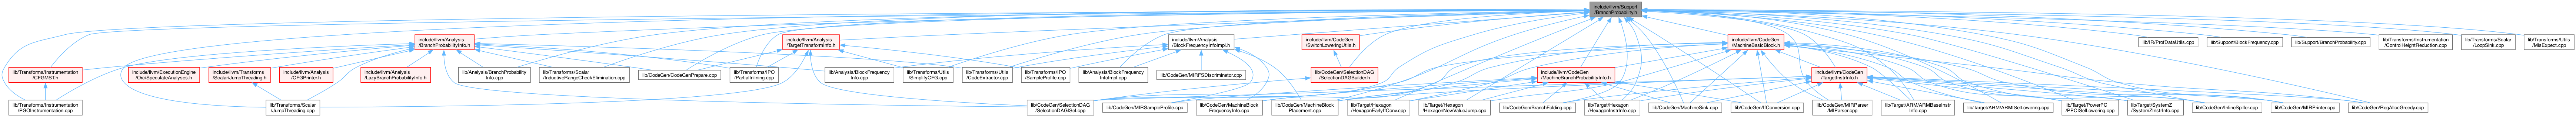 include/llvm/Support
/BranchProbability.h
include/llvm/Analysis
/BranchProbabilityInfo.h
include/llvm/Analysis
/TargetTransformInfo.h
include/llvm/Analysis
/BlockFrequencyInfoImpl.h
include/llvm/CodeGen
/SwitchLoweringUtils.h
include/llvm/CodeGen
/MachineBasicBlock.h
lib/IR/ProfDataUtils.cpp
lib/Support/BlockFrequency.cpp
lib/Support/BranchProbability.cpp
lib/Transforms/Instrumentation
/ControlHeightReduction.cpp
lib/Transforms/Scalar
/LoopSink.cpp
lib/Transforms/Utils
/MisExpect.cpp
lib/Transforms/Instrumentation
/CFGMST.h
include/llvm/ExecutionEngine
/Orc/SpeculateAnalyses.h
include/llvm/Transforms
/Scalar/JumpThreading.h
include/llvm/Analysis
/CFGPrinter.h
include/llvm/Analysis
/LazyBranchProbabilityInfo.h
lib/Analysis/BranchProbability
Info.cpp
lib/Transforms/Scalar
/InductiveRangeCheckElimination.cpp
lib/CodeGen/CodeGenPrepare.cpp
lib/Transforms/IPO
/PartialInlining.cpp
lib/Analysis/BlockFrequency
Info.cpp
lib/Transforms/Utils
/SimplifyCFG.cpp
lib/Transforms/Utils
/CodeExtractor.cpp
lib/Transforms/IPO
/SampleProfile.cpp
lib/Analysis/BlockFrequency
InfoImpl.cpp
lib/CodeGen/MIRFSDiscriminator.cpp
lib/CodeGen/SelectionDAG
/SelectionDAGBuilder.h
include/llvm/CodeGen
/MachineBranchProbabilityInfo.h
include/llvm/CodeGen
/TargetInstrInfo.h
lib/Transforms/Instrumentation
/PGOInstrumentation.cpp
lib/Transforms/Scalar
/JumpThreading.cpp
lib/CodeGen/SelectionDAG
/SelectionDAGISel.cpp
lib/CodeGen/MIRSampleProfile.cpp
lib/CodeGen/MachineBlock
FrequencyInfo.cpp
lib/CodeGen/MachineBlock
Placement.cpp
lib/Target/Hexagon
/HexagonEarlyIfConv.cpp
lib/Target/Hexagon
/HexagonNewValueJump.cpp
lib/CodeGen/BranchFolding.cpp
lib/Target/Hexagon
/HexagonInstrInfo.cpp
lib/CodeGen/MachineSink.cpp
lib/CodeGen/IfConversion.cpp
lib/CodeGen/MIRParser
/MIParser.cpp
lib/Target/ARM/ARMBaseInstr
Info.cpp
lib/Target/ARM/ARMISelLowering.cpp
lib/Target/PowerPC
/PPCISelLowering.cpp
lib/Target/SystemZ
/SystemZInstrInfo.cpp
lib/CodeGen/InlineSpiller.cpp
lib/CodeGen/MIRPrinter.cpp
lib/CodeGen/RegAllocGreedy.cpp